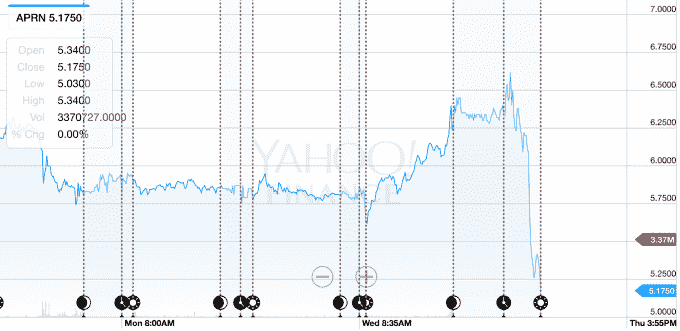 APRN 5.1750
7.0000
Open 5.3400
6.7500
Close 5.1750
Low 5.0300
6.5000
High 5.3400
Vol 3370727.0000
6.2500
% Chg 0.00%
6.0000
YAHOO!
FINANCE
5.7500
3.37M
5.2500
5.1750
5.0000
Mon 8:00AM Wed 8:35AM Thu 3:55PM